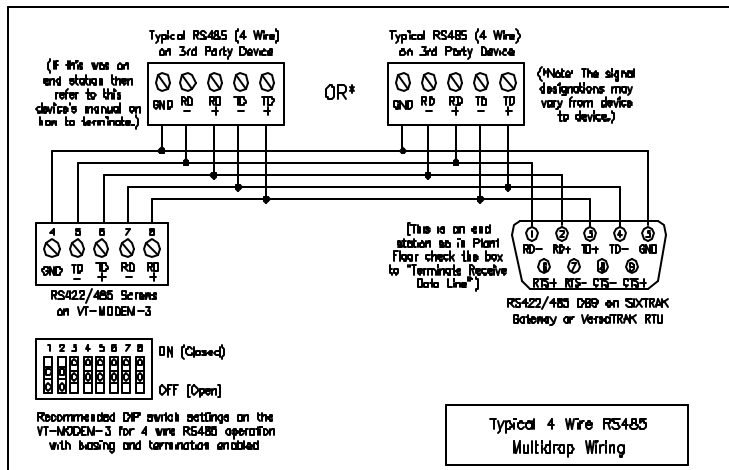 Typical RS485 (4 Wire)
on 3rd Party Device
Typical RS485 (4 Wire)
on 3rd Party Device
(If this was an
end station then
refer to this
device's manual on
how to terminate.)
GND RD - RD + TD - TD +
OR*
GND RD - RD + TD - TD +
(*Note: The signal
designations may
vary from device
to device.)
4 5 6 7 8
GND TD - TD + RD - RD +
RS422/485 Screws
on VT-MODEM-3
(This is an end
station so in Plant
Floor check the box
to "Terminate Receive
Data Line")
1 2 3 4 5
RD- RD+ TD+ TD- GND
6 7 8 9
RTS+ RTS- CTS- CTS+
RS422/485 DB9 on SIXTRAK
Gateway or VersaTRAK RTU
1 2 3 4 5 6 7 8
ON (Closed)
OFF [Open]
Recommended DIP switch settings on the
VT-MODEM-3 for 4 wire RS485 operation
with biasing and termination enabled
Typical 4 Wire RS485
Multidrop Wiring